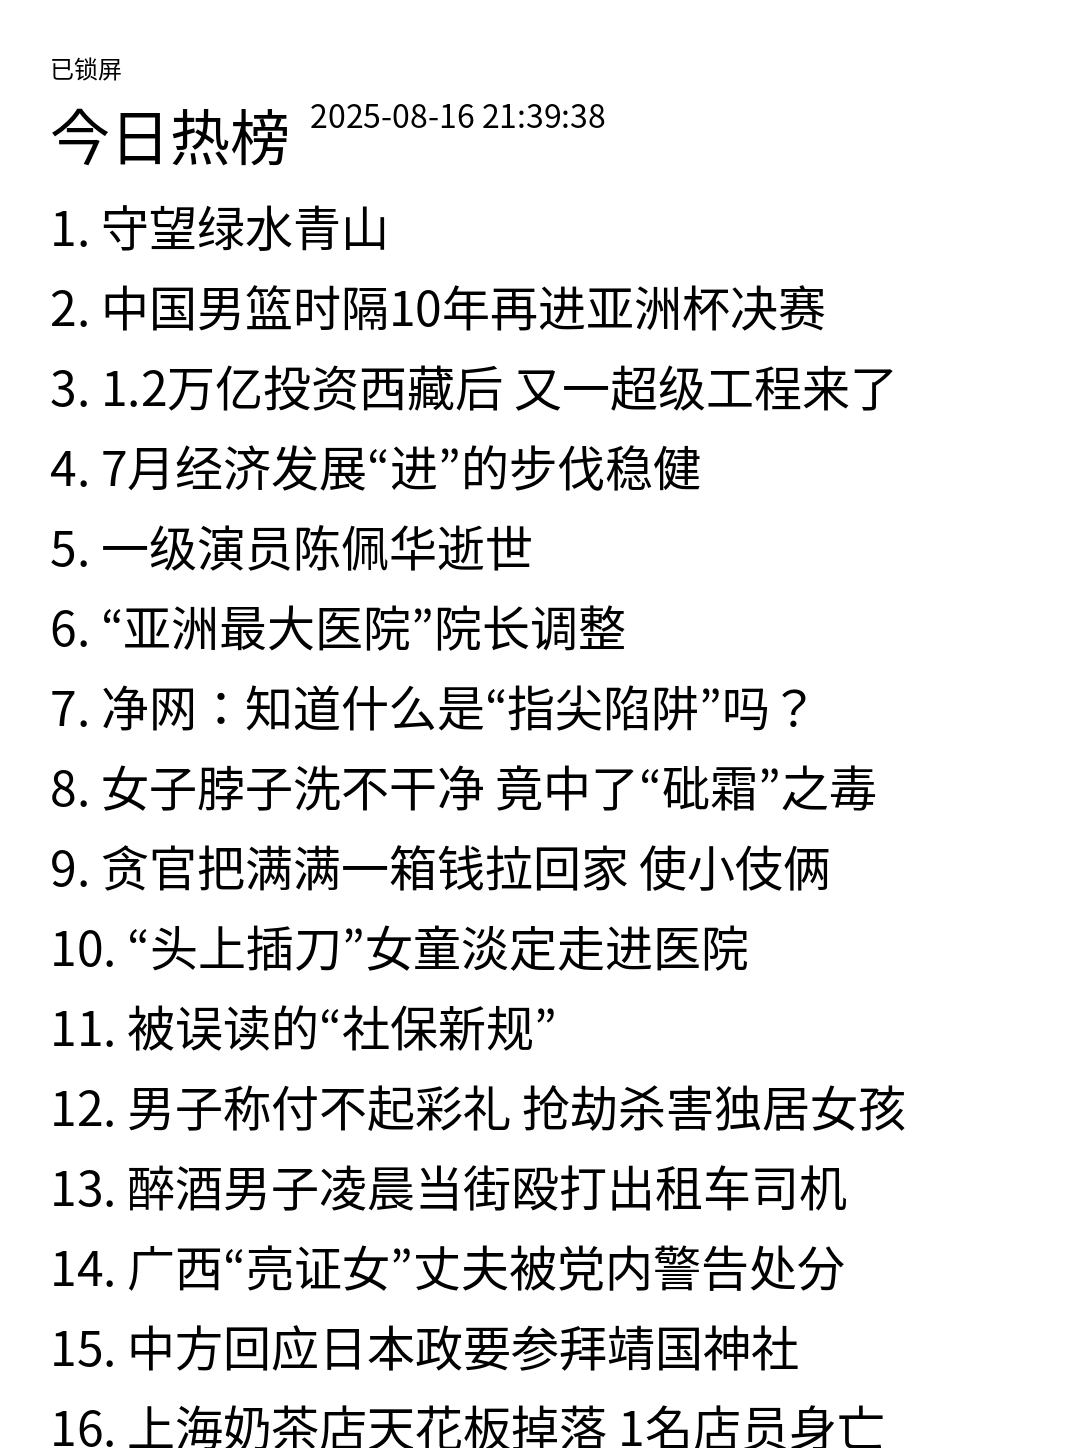 已锁屏
今日热榜 2025-08-16 21:39:38
1. 守望绿水青山
2. 中国男篮时隔10年再进亚洲杯决赛
3. 1.2万亿投资西藏后 又一超级工程来了
4. 7月经济发展“进”的步伐稳健
5. 一级演员陈佩华逝世
6. “亚洲最大医院”院长调整
7. 净网：知道什么是“指尖陷阱”吗？
8. 女子脖子洗不干净 竟中了“砒霜”之毒
9. 贪官把满满一箱钱拉回家 使小伎俩
10. “头上插刀”女童淡定走进医院
11. 被误读的“社保新规”
12. 男子称付不起彩礼 抢劫杀害独居女孩
13. 醉酒男子凌晨当街殴打出租车司机
14. 广西“亮证女”丈夫被党内警告处分
15. 中方回应日本政要参拜靖国神社
16. 上海奶茶店天花板掉落 1名店员身亡